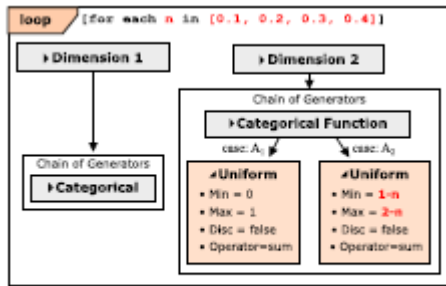 loop [for each n in [0.1, 0.2, 0.3, 0.4]]
Dimension 1
Dimension 2
Chain of Generators
Categorical Function
case: A₁
case: A₂
Chain of Generators
Categorical
Uniform
• Min = 0
• Max = 1
• Disc = false
• Operator=sum
Uniform
• Min = 1-n
• Max = 2-n
• Disc = false
• Operator=sum